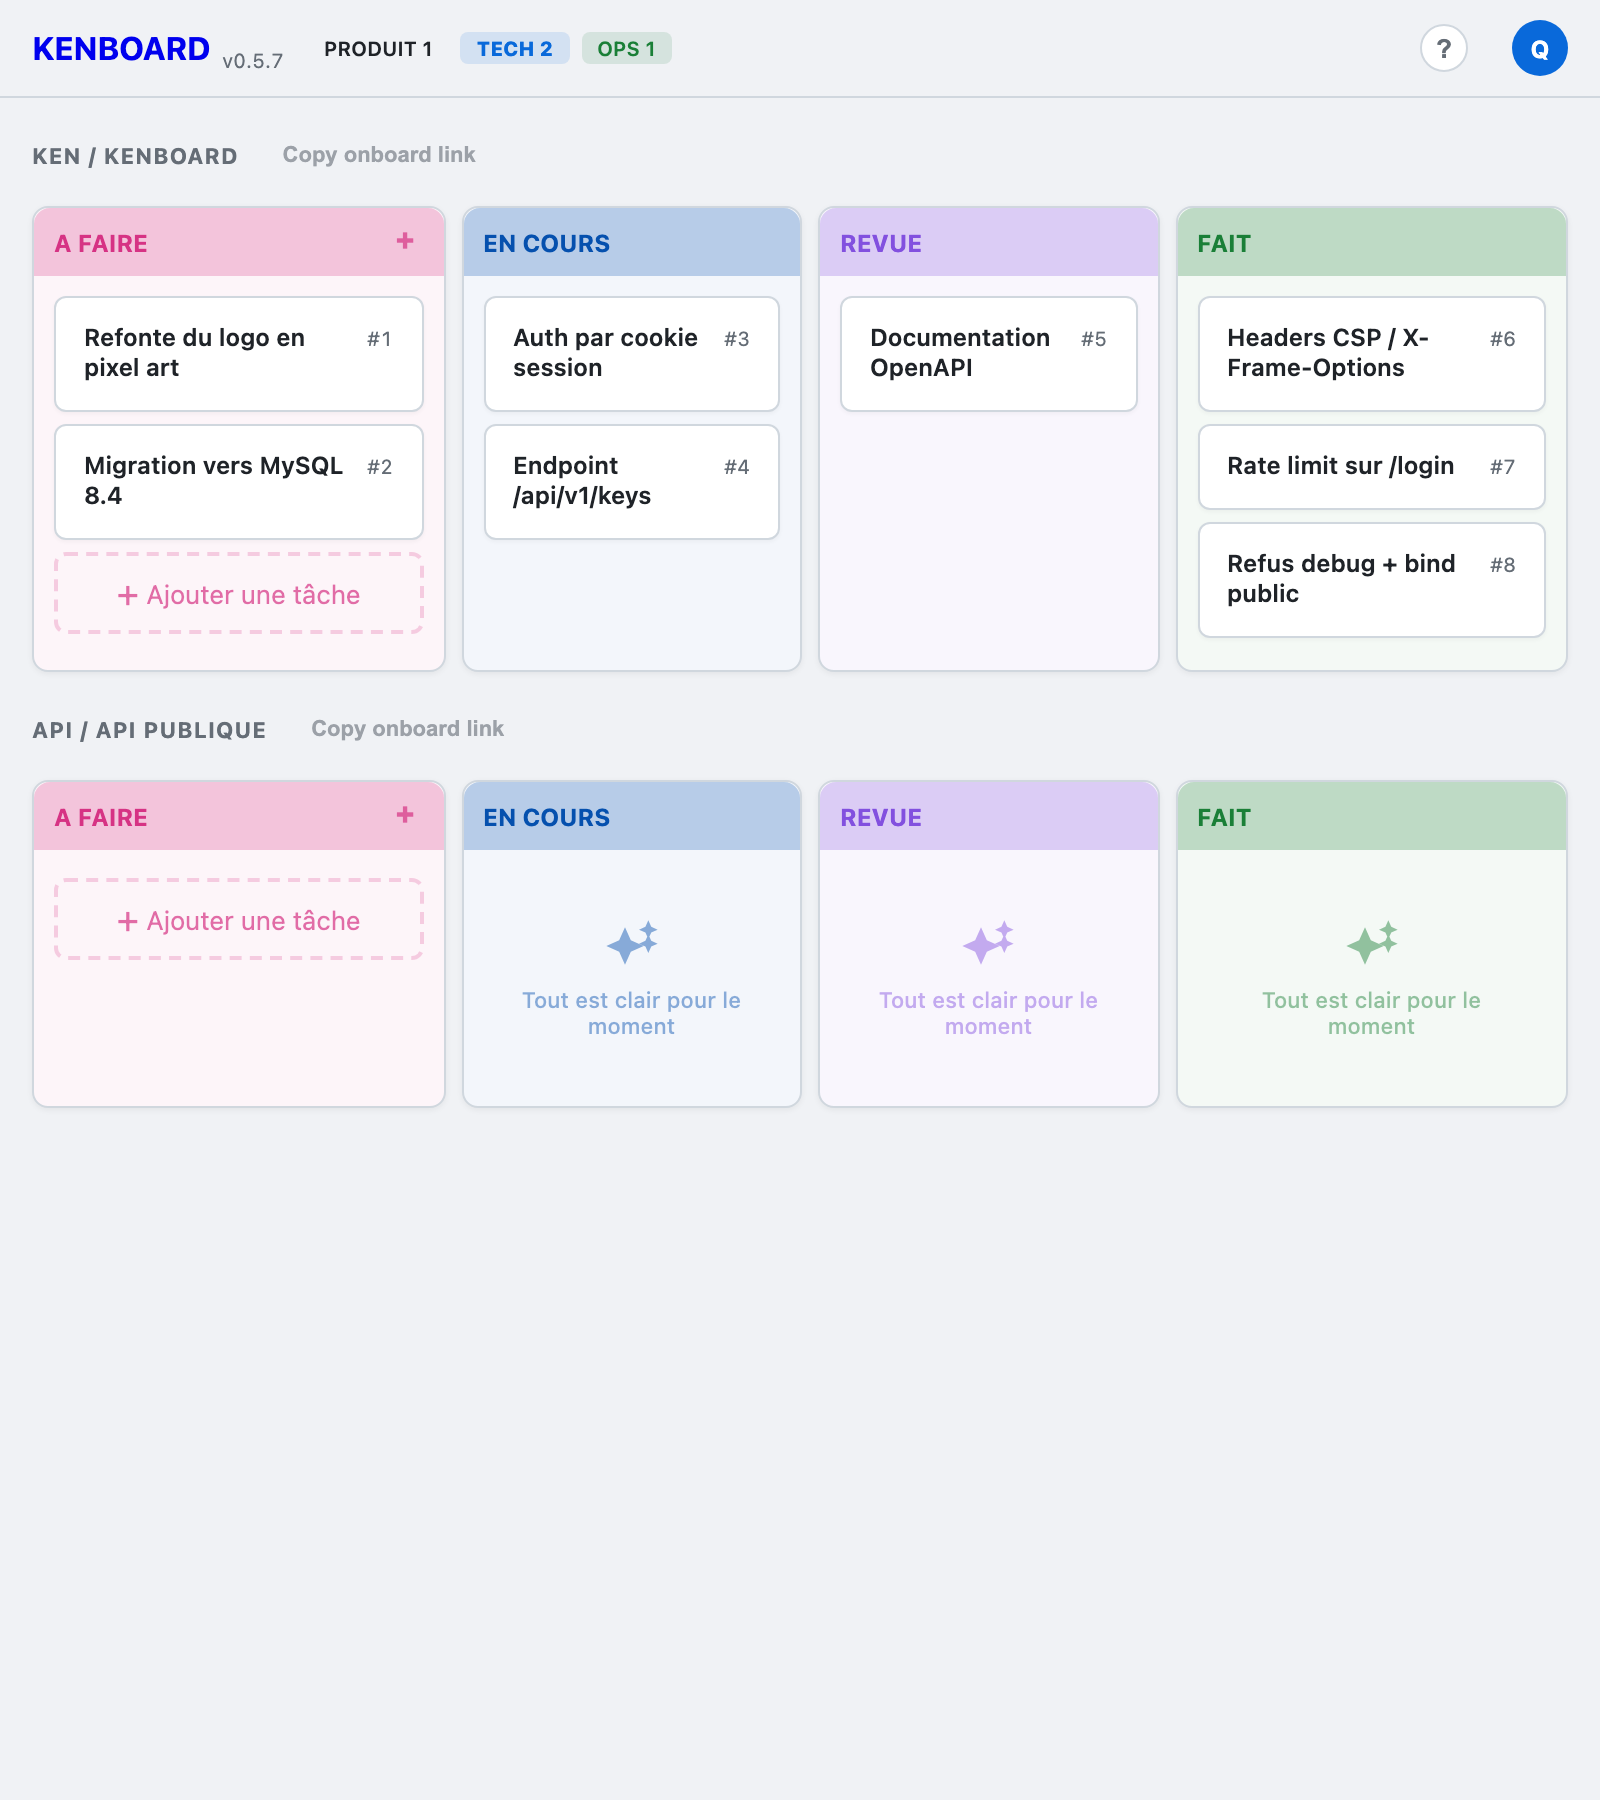 KENBOARD v0.5.7 PRODUIT 1 TECH 2 OPS 1 ? Q
KEN / KENBOARD Copy onboard link
A FAIRE +
Refonte du logo en #1
pixel art
Migration vers MySQL #2
8.4
+ Ajouter une tâche
EN COURS
Auth par cookie #3
session
Endpoint #4
/api/v1/keys
REVUE
Documentation #5
OpenAPI
FAIT
Headers CSP / X- #6
Frame-Options
Rate limit sur /login #7
Refus debug + bind #8
public
API / API PUBLIQUE Copy onboard link
A FAIRE +
+ Ajouter une tâche
EN COURS
Tout est clair pour le
moment
REVUE
Tout est clair pour le
moment
FAIT
Tout est clair pour le
moment